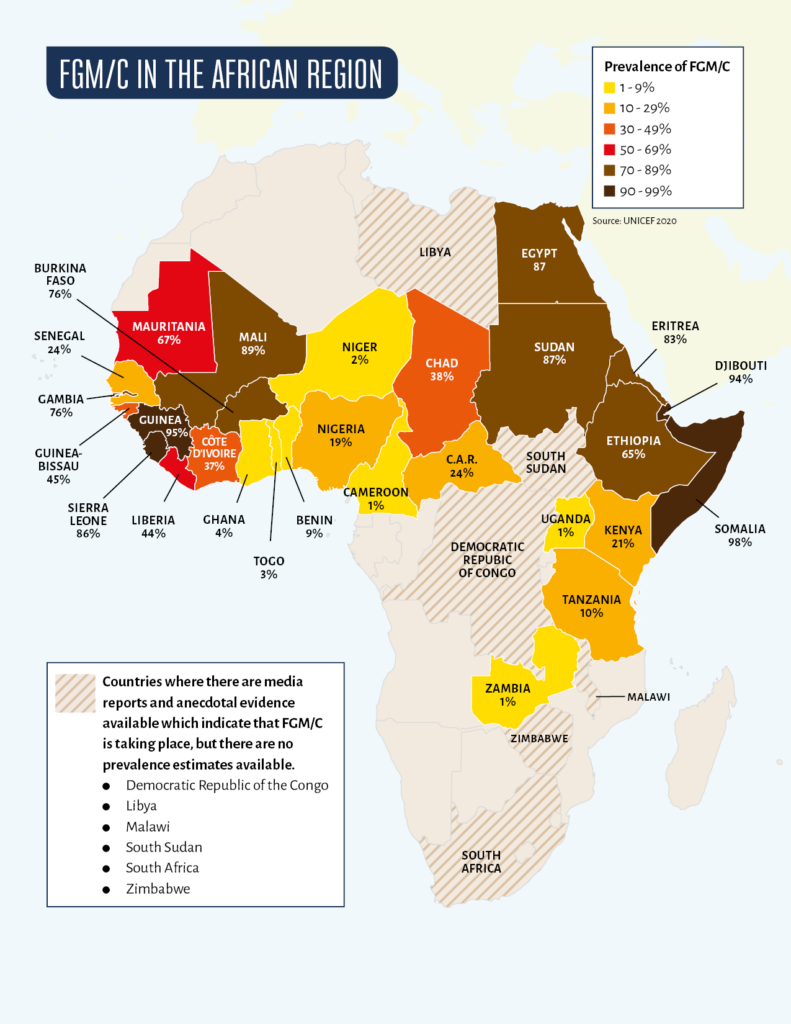 FGM/C IN THE AFRICAN REGION
Prevalence of FGM/C
1 - 9%
10 - 29%
30 - 49%
50 - 69%
70 - 89%
90 - 99%
Source: UNICEF 2020
LIBYA
EGYPT
87
BURKINA
FASO
76%
MAURITANIA
67%
MALI
89%
NIGER
2%
CHAD
38%
SUDAN
87%
ERITREA
83%
SENEGAL
24%
DJIBOUTI
94%
GAMBIA
76%
GUINEA
95%
CÔTE
D'IVOIRE
37%
NIGERIA
19%
C.A.R.
24%
SOUTH
SUDAN
ETHIOPIA
65%
GUINEA-
BISSAU
45%
CAMEROON
1%
SIERRA
LEONE
86%
LIBERIA
44%
GHANA
4%
TOGO
3%
BENIN
9%
UGANDA
1%
KENYA
21%
SOMALIA
98%
DEMOCRATIC
REPUBIC
OF CONGO
TANZANIA
10%
ZAMBIA
1%
MALAWI
ZIMBABWE
SOUTH
AFRICA
Countries where there are media
reports and anecdotal evidence
available which indicate that FGM/C
is taking place, but there are no
prevalence estimates available.
● Democratic Republic of the Congo
● Libya
● Malawi
● South Sudan
● South Africa
● Zimbabwe